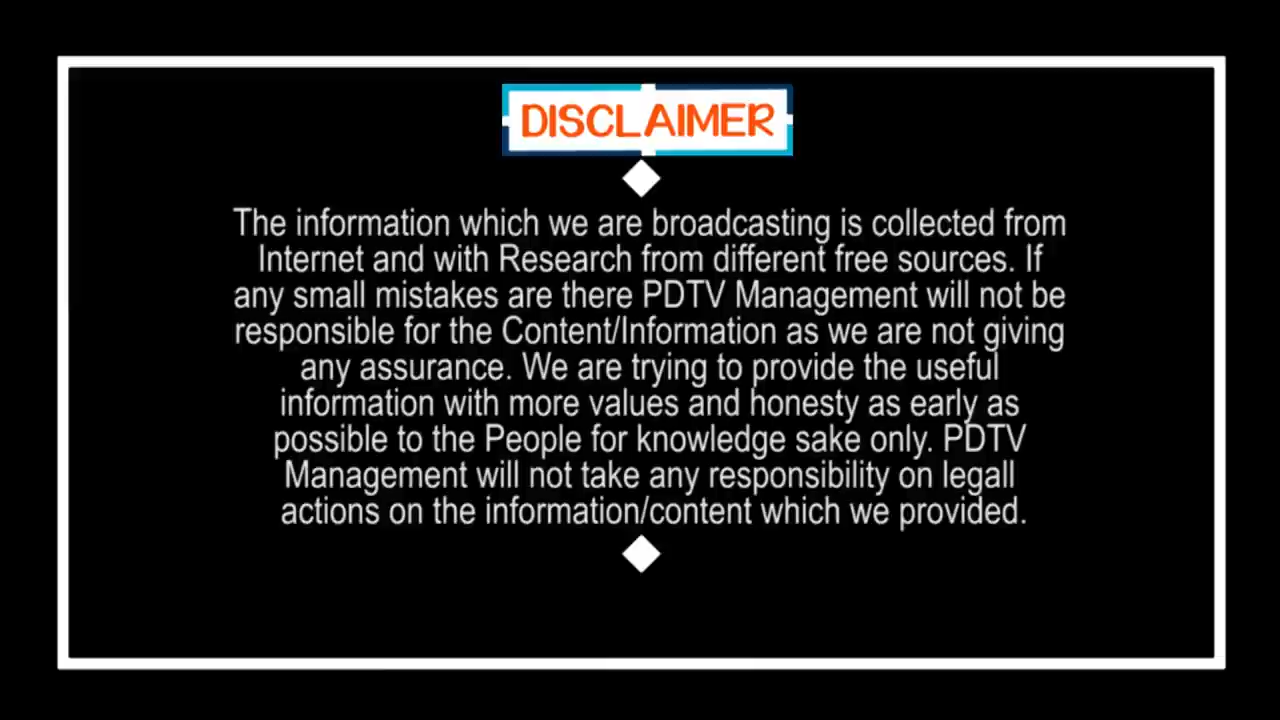 DISCLAIMER
The information which we are broadcasting is collected from
Internet and with Research from different free sources. If
any small mistakes are there PDTV Management will not be
responsible for the Content/Information as we are not giving
any assurance. We are trying to provide the useful
information with more values and honesty as early as
possible to the People for knowledge sake only. PDTV
Management will not take any responsibility on legall
actions on the information/content which we provided.